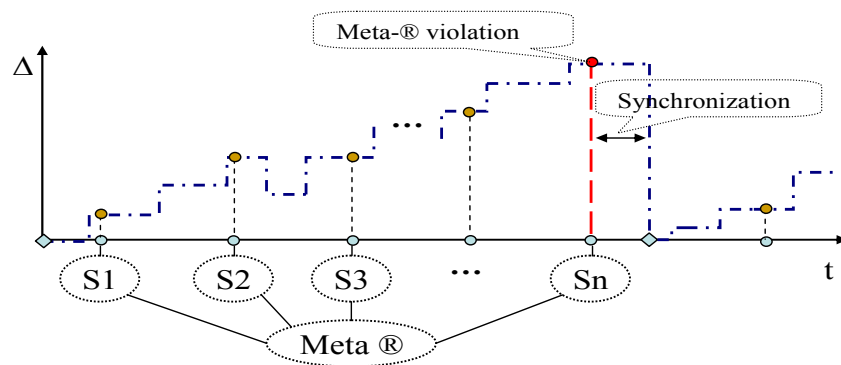 Meta-® violation
Δ
Synchronization
...
S1
S2
S3
...
Sn
t
Meta ®